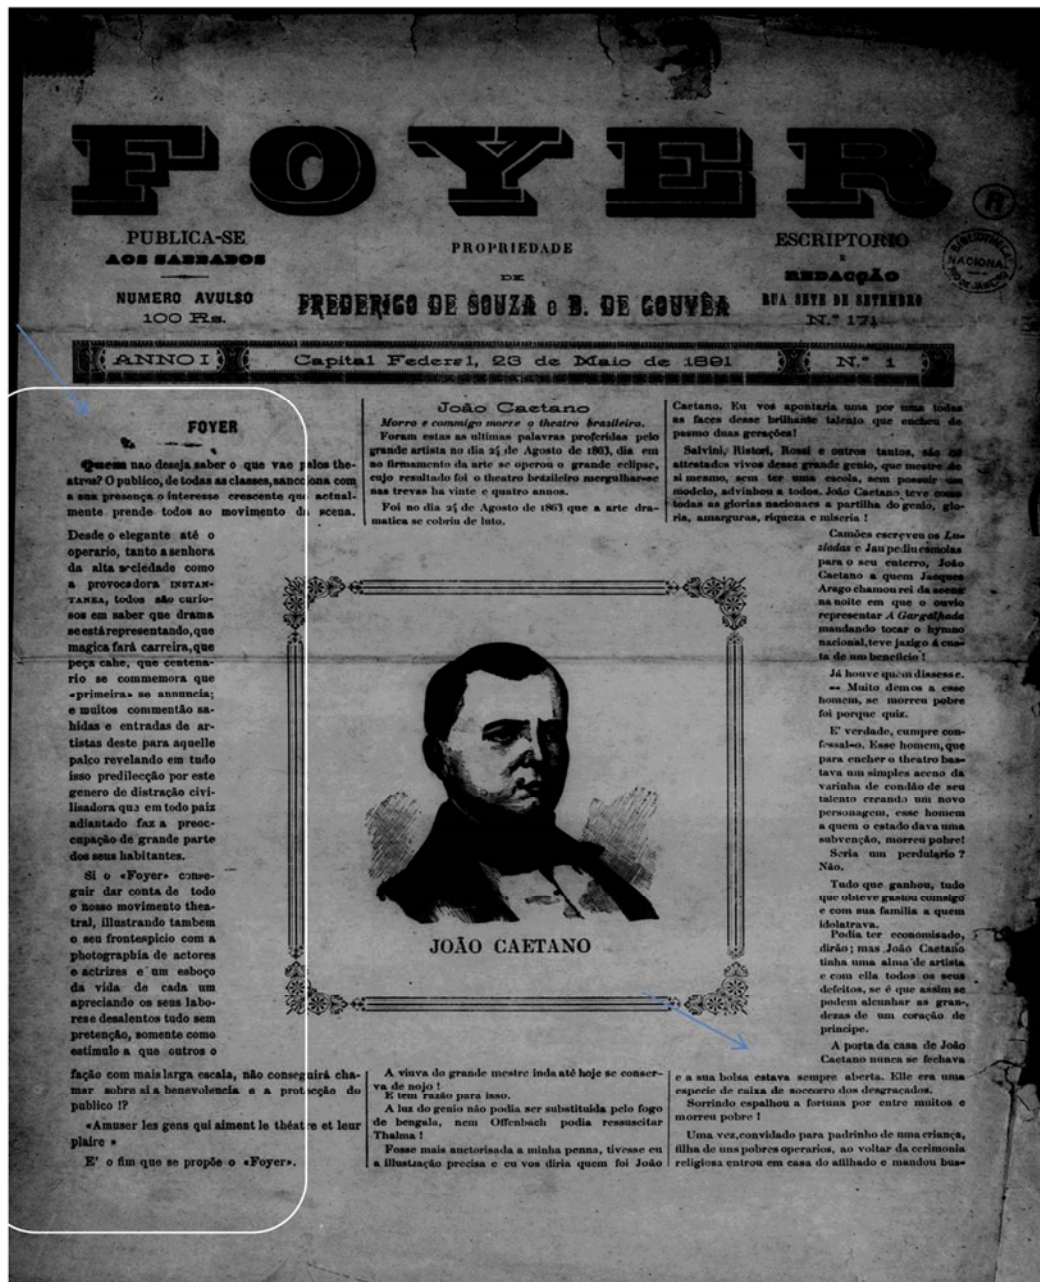 FOYER
PUBLICA-SE
AOS SABBADOS
NUMERO AVULSO
100 Rs.
PROPRIEDADE
DE
FREDERICO DE SOUZA e B. DE GOUVÊA
ESCRIPTORIO
E
REDACÇÃO
RUA SETE DE SETEMBRO
N.º 171
R
BIBLIOTHECA
NACIONAL
RIO DE JANEIRO
ANNO I
Capital Federal, 23 de Maio de 1891
N.º 1
FOYER
Quem nao deseja saber o que vae pelos thea-
tros? O publico, de todas as classes, sancciona com
a sua presença o interesse crescente que actual-
mente prende todos ao movimento da scena.
Desde o elegante até o
operario, tanto a senhora
da alta sociedade como
a provocadora INSTAN-
TANEA, todos são curio-
sos em saber que drama
se está representando, que
magica fará carreira, que
peça cahe, que centena-
rio se commemora que
«primeira» se annuncia;
e muitos commentão sa-
hidas e entradas de ar-
tistas deste para aquelle
palco revelando em tudo
isso predilecção por este
genero de distração civi-
lisadora que em todo paiz
adiantado faz a preoc-
cupação de grande parte
dos seus habitantes.
Si o «Foyer» conse-
guir dar conta de todo
o nosso movimento thea-
tral, illustrando tambem
o seu frontespicio com a
photographia de actores
e actrizes e um esboço
da vida de cada um
apreciando os seus labo-
res e desalentos tudo sem
pretenção, somente como
estimulo a que outros o
fação com mais larga escala, não conseguirá cha-
mar sobre si a benevolencia e a protecção do
publico !?
«Amuser les gens qui aiment le théatre et leur
plaire »
E' o fim que se propõe o «Foyer».
João Caetano
Morro e commigo morre o theatro brazileiro.
Foram estas as ultimas palavras proferidas pelo
grande artista no dia 24 de Agosto de 1863, dia em
no firmamento da arte se operou o grande eclipse,
cujo resultado foi o theatro brazileiro mergulhar-se
nas trevas ha vinte e quatro annos.
Foi no dia 24 de Agosto de 1863 que a arte dra-
matica se cobriu de luto.
JOÃO CAETANO
A viuva do grande mestre inda até hoje se conser-
va de nojo !
E tem razão para isso.
A luz do genio não podia ser substituida pelo fogo
de bengala, nem Offenbach podia ressuscitar
Thalma !
Fosse mais auctorisada a minha penna, tivesse eu
a illustração precisa e eu vos diria quem foi João
Caetano. Eu vos apontaria uma por uma todas
as faces desse brilhante talento que encheu de
pasmo duas gerações!
Salvini, Ristori, Rossi e outros tantos, são os
attestados vivos desse grande genio, que mestre de
si mesmo, sem ter uma escola, sem possuir um
modelo, advinhou a todos. João Caetano teve como
todas as glorias nacionaes a partilha do genio, glo-
ria, amarguras, riqueza e miseria !
Camões escreveu os Lu-
ziadas e Jau pediu esmolas
para o seu enterro, João
Caetano a quem Jacques
Arago chamou rei da scena
na noite em que o ouvio
representar A Gargalhada
mandando tocar o hymno
nacional, teve jazigo á cus-
ta de um beneficio !
Já houve quem dissesse.
— Muito demos a esse
homem, se morreu pobre
foi porque quiz.
E' verdade, cumpre con-
fessal-o. Esse homem, que
para encher o theatro bas-
tava um simples aceno da
varinha de condão de seu
talento creando um novo
personagem, esse homem
a quem o estado dava uma
subvenção, morreu pobre!
Seria um perdulario ?
Não.
Tudo que ganhou, tudo
que obteve gastou comsigo
e com sua familia a quem
idolatrava.
Podia ter economisado,
dirão; mas João Caetano
tinha uma alma de artista
e com ella todos os seus
defeitos, se é que assim se
podem alcunhar as gran-
dezas de um coração de
principe.
A porta da casa de João
Caetano nunca se fechava
e a sua bolsa estava sempre aberta. Elle era uma
especie de caixa de soccorro dos desgraçados.
Sorrindo espalhou a fortuna por entre muitos e
morreu pobre !
Uma vez, convidado para padrinho de uma criança,
filha de uns pobres operarios, ao voltar da cerimonia
religiosa entrou em casa do afilhado e mandou bus-